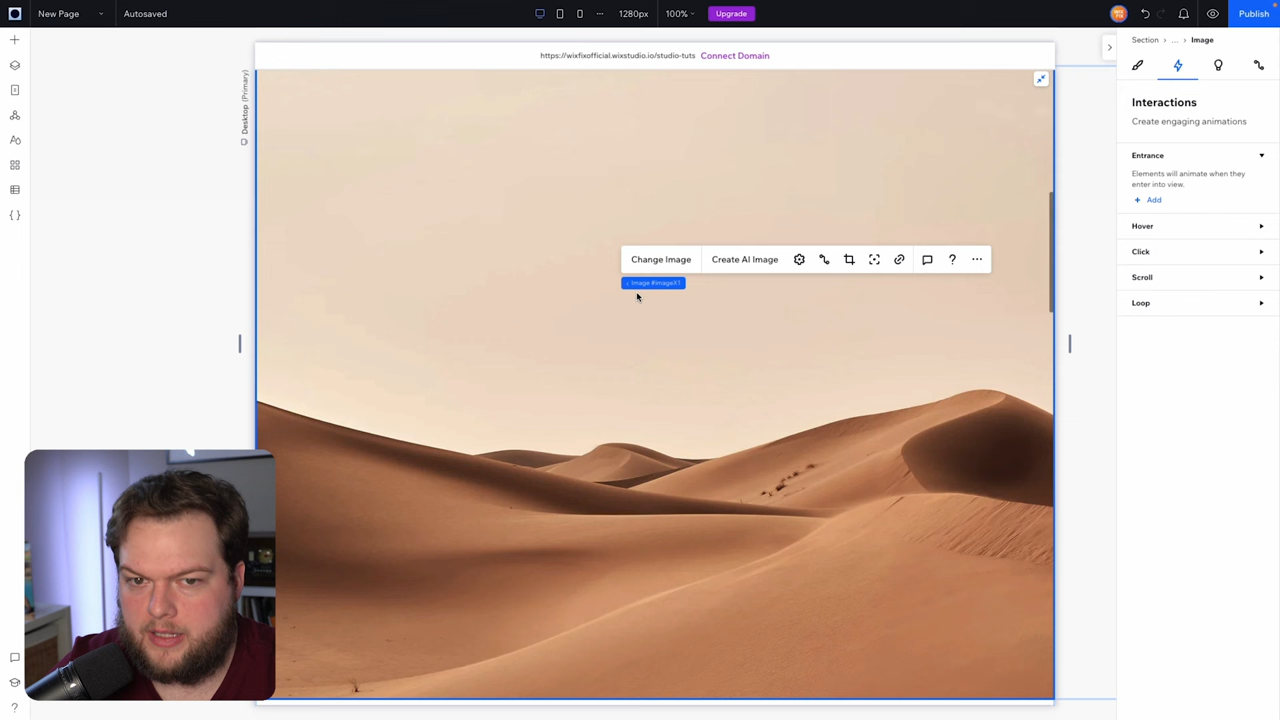 New Page
Autosaved
1280px
100%
Upgrade
Publish
https://wixfixofficial.wixstudio.io/studio-tuts Connect Domain
Desktop (Primary)
Section > ... > Image
Interactions
Create engaging animations
Entrance
Elements will animate when they
enter into view.
+ Add
Hover
Click
Scroll
Loop
Change Image
Create AI Image
‹ Image #imageX1